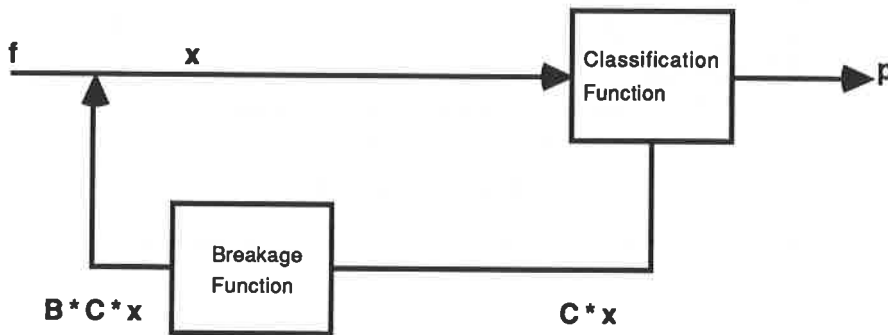 f
x
Classification
Function
p
Breakage
Function
B * C * x
C * x